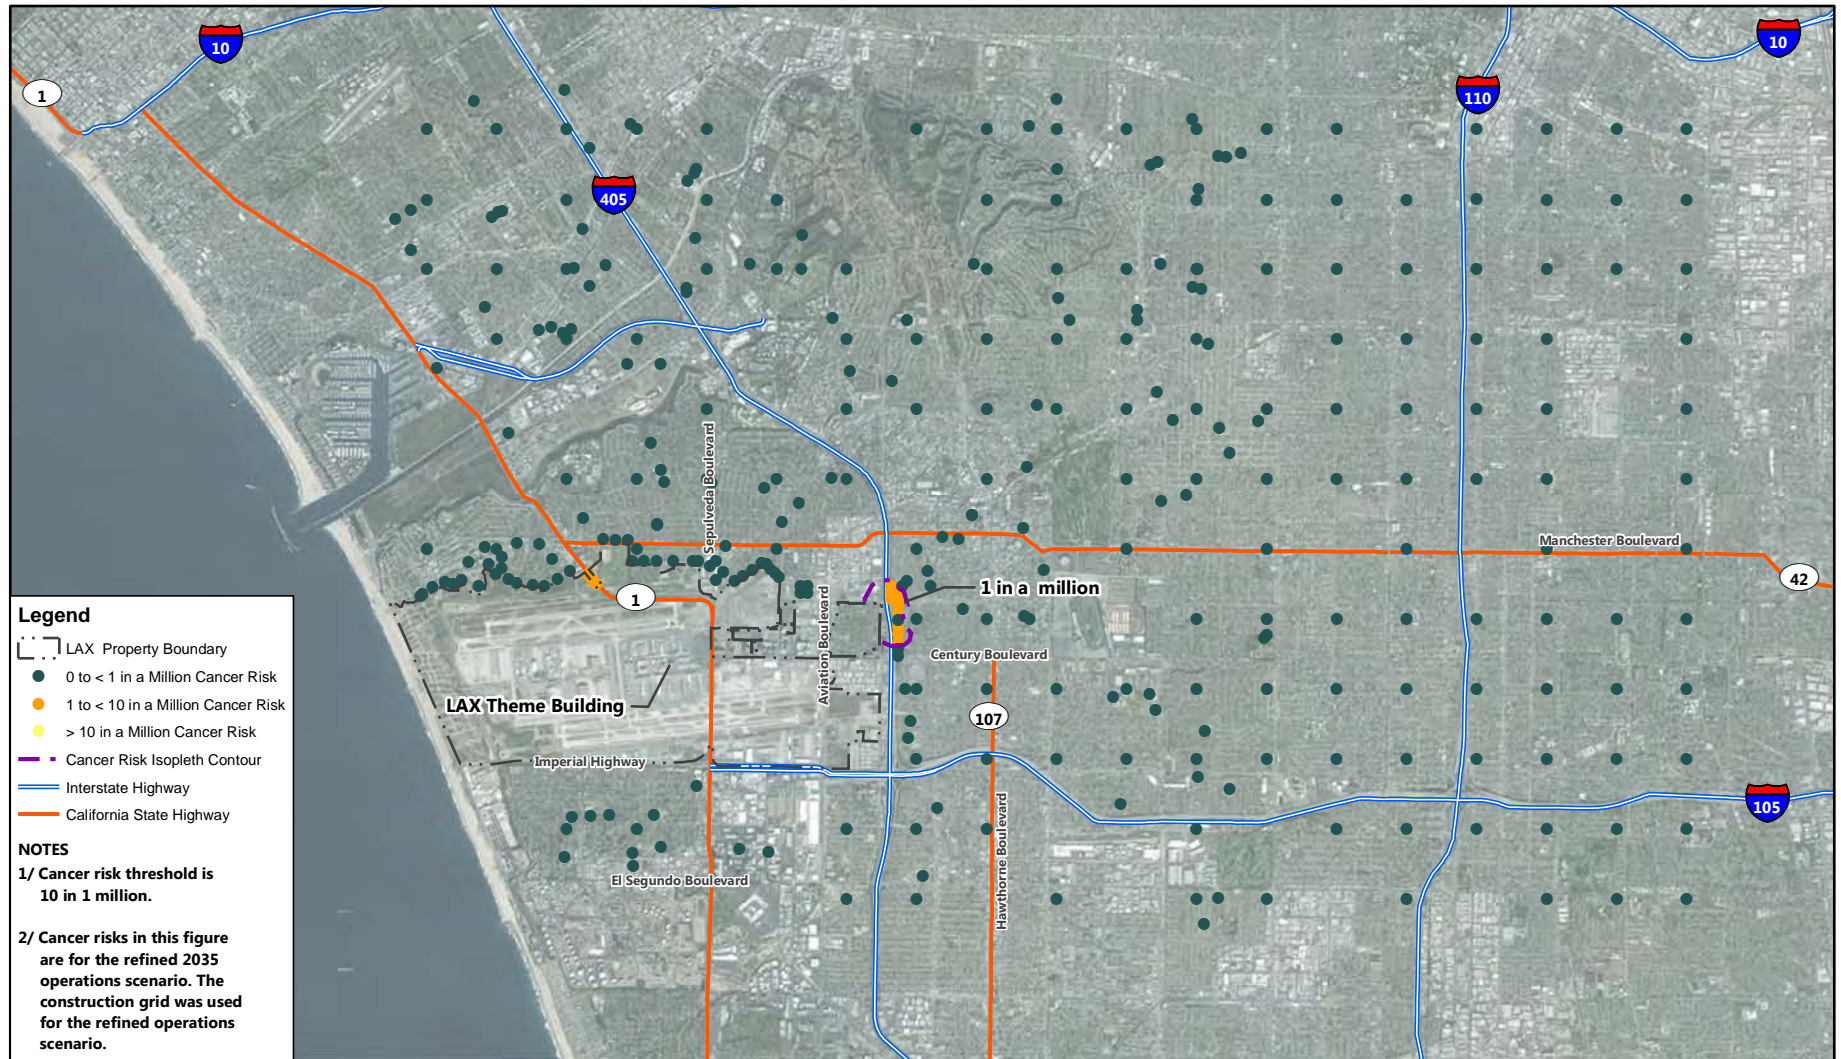 10
10
1
110
405
Sepulveda Boulevard
Manchester Boulevard
42
1 in a  million
1
Aviation Boulevard
Century Boulevard
LAX Theme Building
107
Imperial Highway
105
Hawthorne Boulevard
El Segundo Boulevard
Legend
LAX  Property Boundary
0 to < 1 in a Million Cancer Risk
1 to < 10 in a Million Cancer Risk
> 10 in a Million Cancer Risk
Cancer Risk Isopleth Contour
Interstate Highway
California State Highway
NOTES
1/ Cancer risk threshold is
10 in 1 million.
2/ Cancer risks in this figure
are for the refined 2035
operations scenario. The
construction grid was used
for the refined operations
scenario.